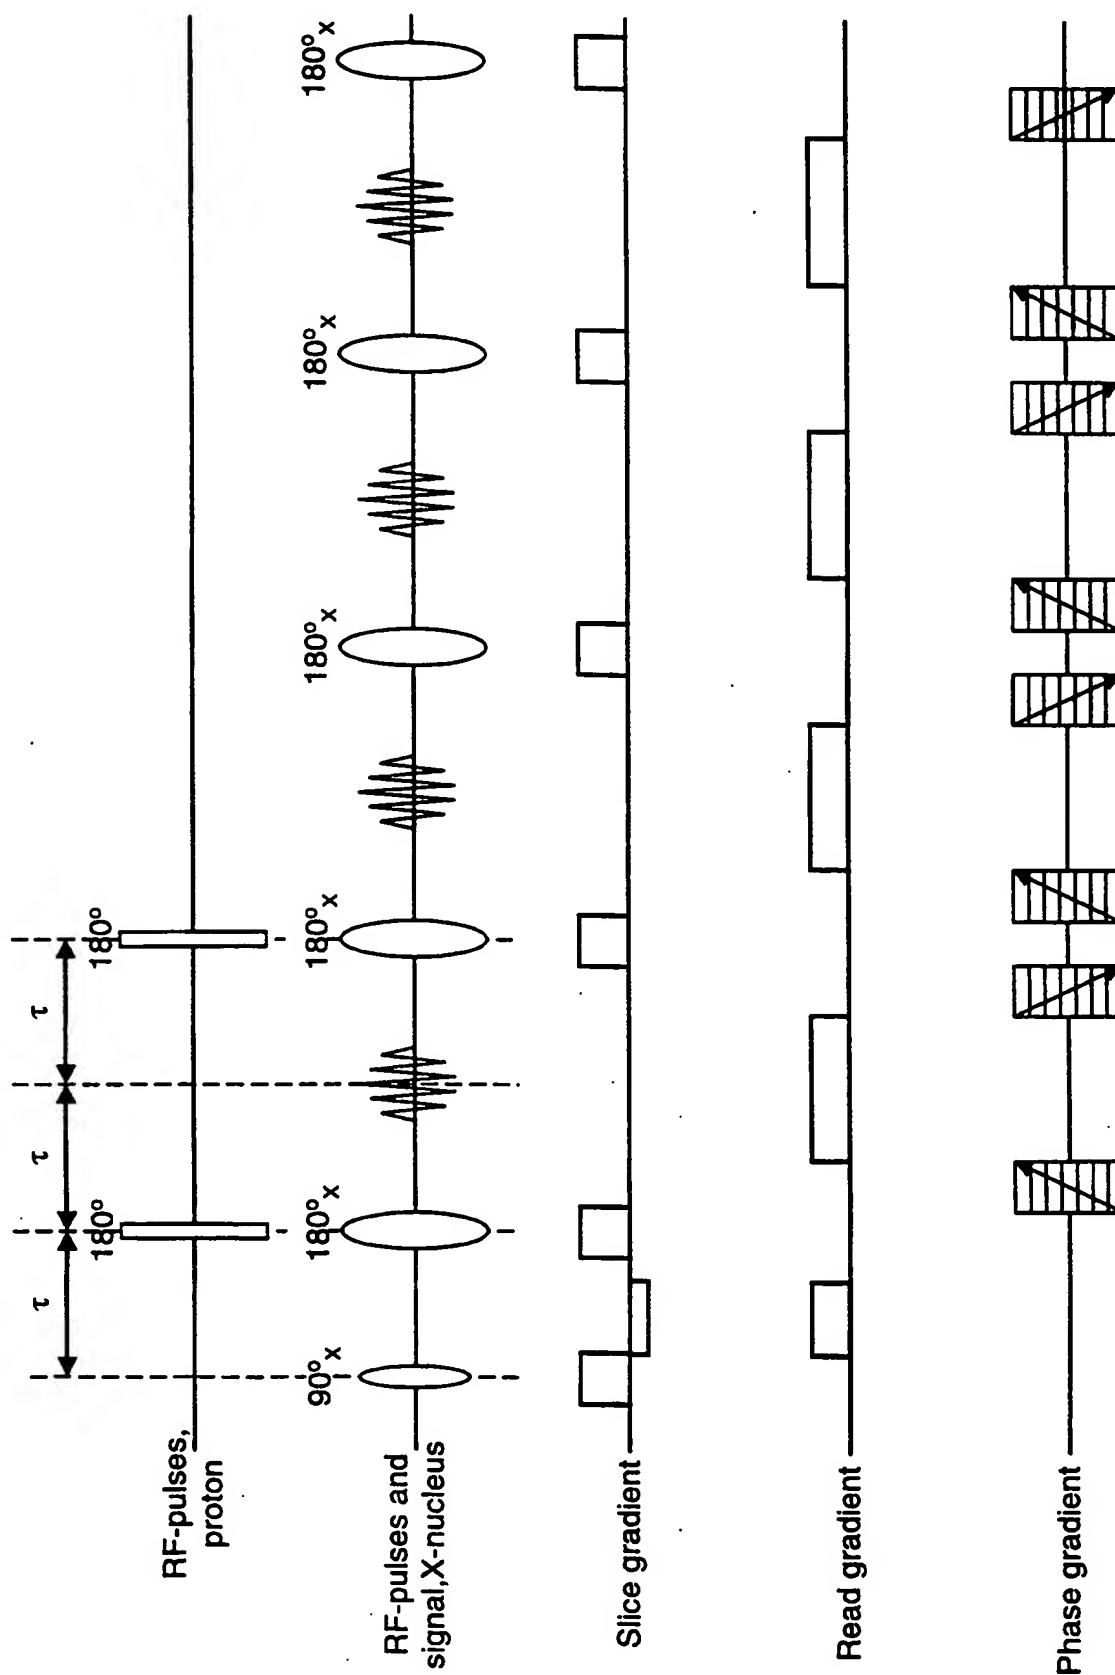 τ
τ
τ
180°
180°
RF-pulses,
proton
90°x
180°x
180°x
180°x
180°x
180°x
RF-pulses and
signal,X-nucleus
Slice gradient
Read gradient
Phase gradient